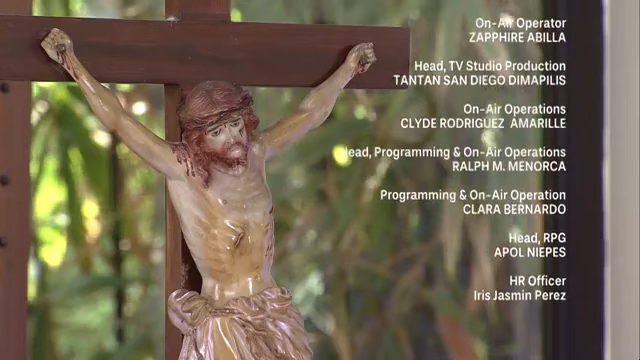 On-Air Operator
ZAPPHIRE ABILLA
Head, TV Studio Production
TANTAN SAN DIEGO DIMAPILIS
On-Air Operations
CLYDE RODRIGUEZ AMARILLE
Head, Programming & On-Air Operations
RALPH M. MENORCA
Programming & On-Air Operation
CLARA BERNARDO
Head, RPG
APOL NIEPES
HR Officer
Iris Jasmin Perez